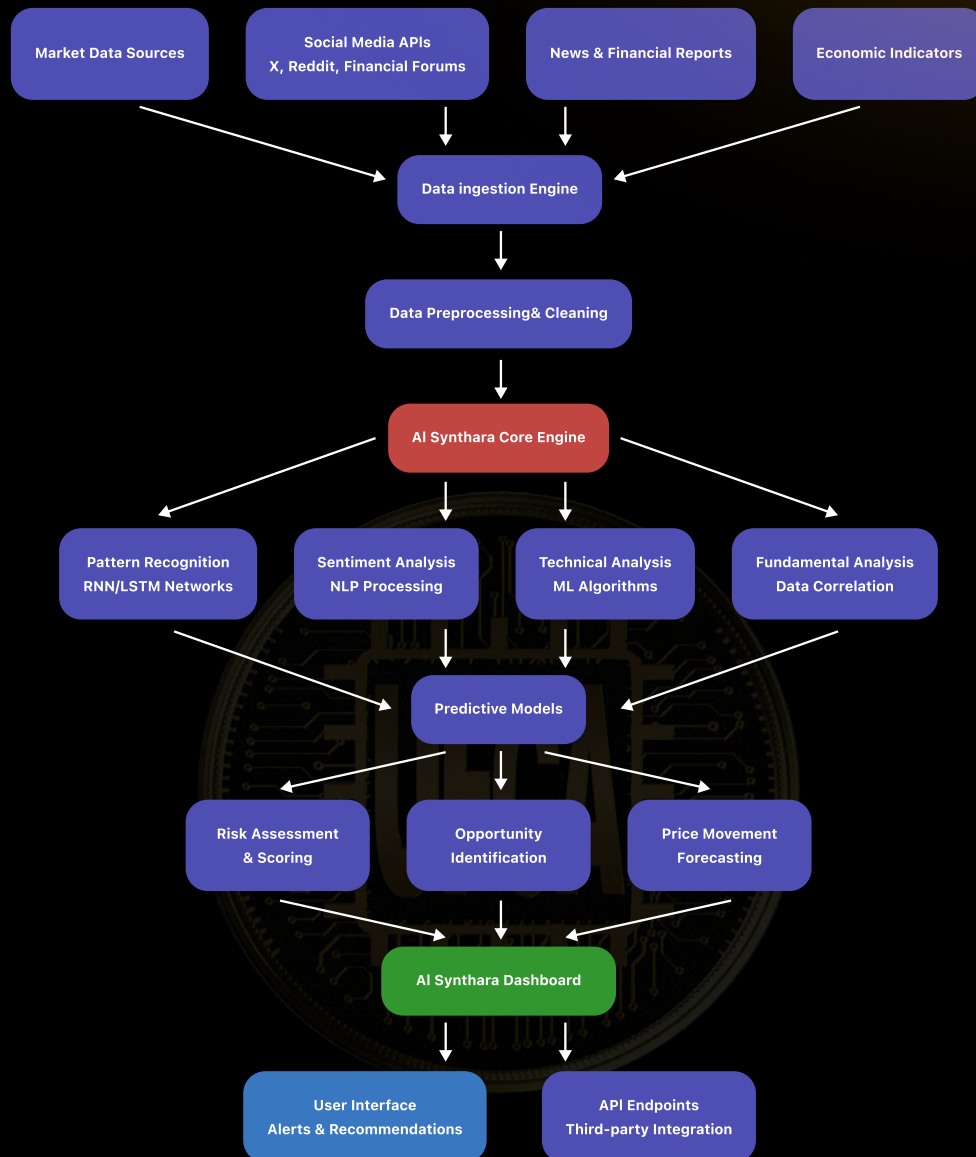 Market Data Sources
Social Media APIs
X, Reddit, Financial Forums
News & Financial Reports
Economic Indicators
Data ingestion Engine
Data Preprocessing& Cleaning
AI Synthara Core Engine
Pattern Recognition
RNN/LSTM Networks
Sentiment Analysis
NLP Processing
Technical Analysis
ML Algorithms
Fundamental Analysis
Data Correlation
Predictive Models
Risk Assessment
& Scoring
Opportunity
Identification
Price Movement
Forecasting
AI Synthara Dashboard
User Interface
Alerts & Recommendations
API Endpoints
Third-party Integration